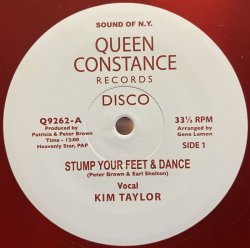 SOUND OF N.Y.
QUEEN
CONSTANCE
RECORDS
DISCO
Q9262-A
Produced by
Patricia & Peter Brown
Time - 12:00
Heavenly Star, PAP
33⅓ RPM
Arranged by
Gene Lemon
SIDE 1
STUMP YOUR FEET & DANCE
(Peter Brown & Earl Shelton)
Vocal
KIM TAYLOR